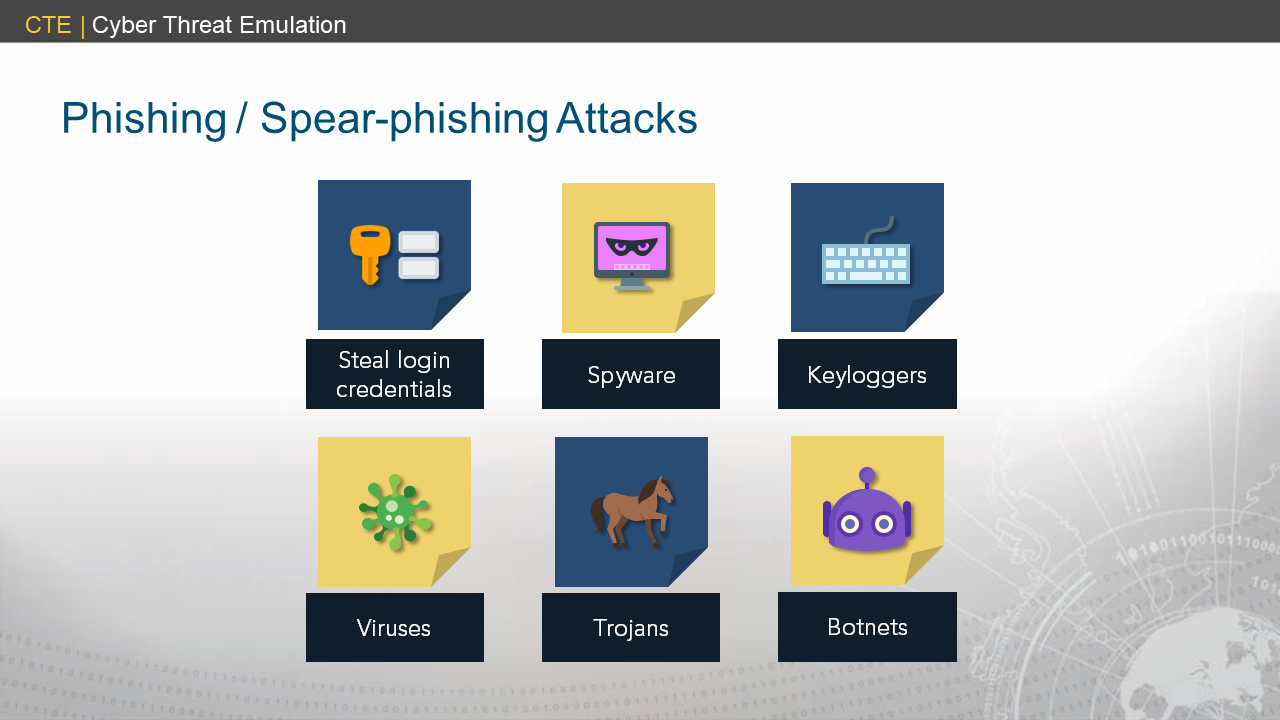 CTE | Cyber Threat Emulation
Phishing / Spear-phishing Attacks
Steal login
credentials
Spyware
Keyloggers
Viruses
Trojans
Botnets